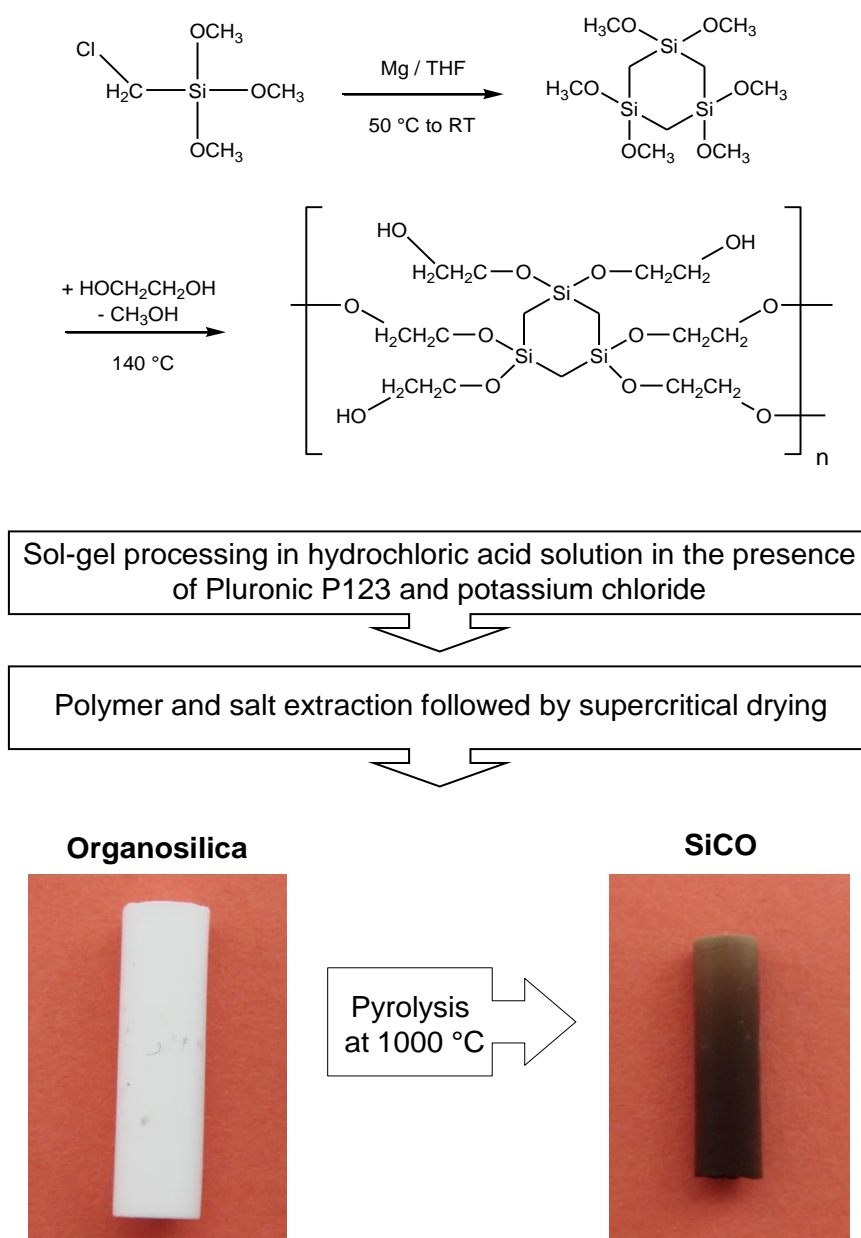 Cl
OCH3
H2C
Si
OCH3
OCH3
Mg / THF
50 °C to RT
H3CO
Si
OCH3
H3CO
Si
Si
OCH3
OCH3
OCH3
+ HOCH2CH2OH
- CH3OH
140 °C
HO
OH
H2CH2C
O
O
CH2CH2
Si
O
H2CH2C
O
Si
Si
O
CH2CH2
O
H2CH2C
O
O
CH2CH2
HO
O
n
Sol-gel processing in hydrochloric acid solution in the presence
of Pluronic P123 and potassium chloride
Polymer and salt extraction followed by supercritical drying
Organosilica
SiCO
Pyrolysis
at 1000 °C